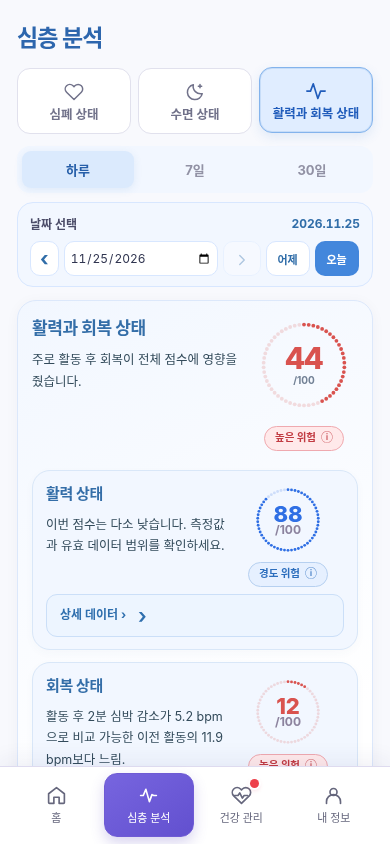 심층 분석
심폐 상태
수면 상태
활력과 회복 상태
하루
7일
30일
날짜 선택
2026.11.25
11/25/2026
어제
오늘
활력과 회복 상태
주로 활동 후 회복이 전체 점수에 영향을
줬습니다.
44
/100
높은 위험 ⓘ
활력 상태
이번 점수는 다소 낮습니다. 측정값
과 유효 데이터 범위를 확인하세요.
88
/100
경도 위험 ⓘ
상세 데이터 › ›
회복 상태
활동 후 2분 심박 감소가 5.2 bpm
으로 비교 가능한 이전 활동의 11.9
bpm보다 느림.
12
/100
높은 위험 ⓘ
홈
심층 분석
건강 관리
내 정보